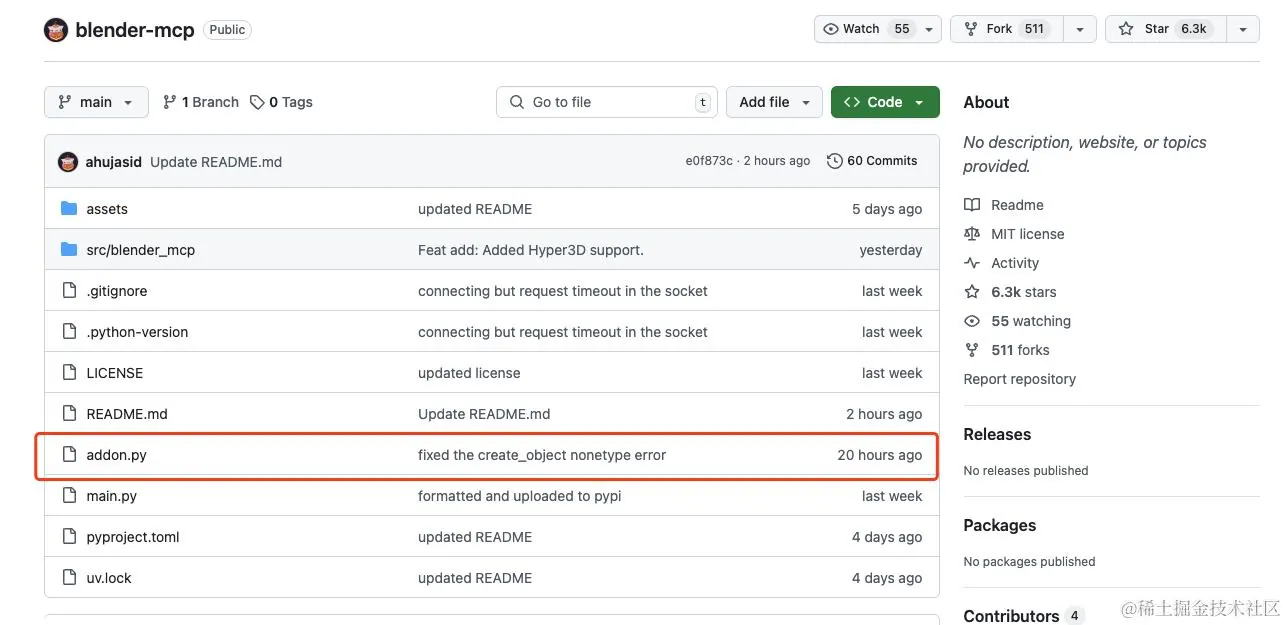 blender-mcp Public Watch 55 Fork 511 Star 6.3k
main 1 Branch 0 Tags Go to file t Add file Code
ahujasid Update README.md e0f873c · 2 hours ago 60 Commits
assets updated README 5 days ago
src/blender_mcp Feat add: Added Hyper3D support. yesterday
.gitignore connecting but request timeout in the socket last week
.python-version connecting but request timeout in the socket last week
LICENSE updated license last week
README.md Update README.md 2 hours ago
addon.py fixed the create_object nonetype error 20 hours ago
main.py formatted and uploaded to pypi last week
pyproject.toml updated README 4 days ago
uv.lock updated README 4 days ago
About
No description, website, or topics
provided.
Readme
MIT license
Activity
6.3k stars
55 watching
511 forks
Report repository
Releases
No releases published
Packages
No packages published
Contributors 4
@稀土掘金技术社区